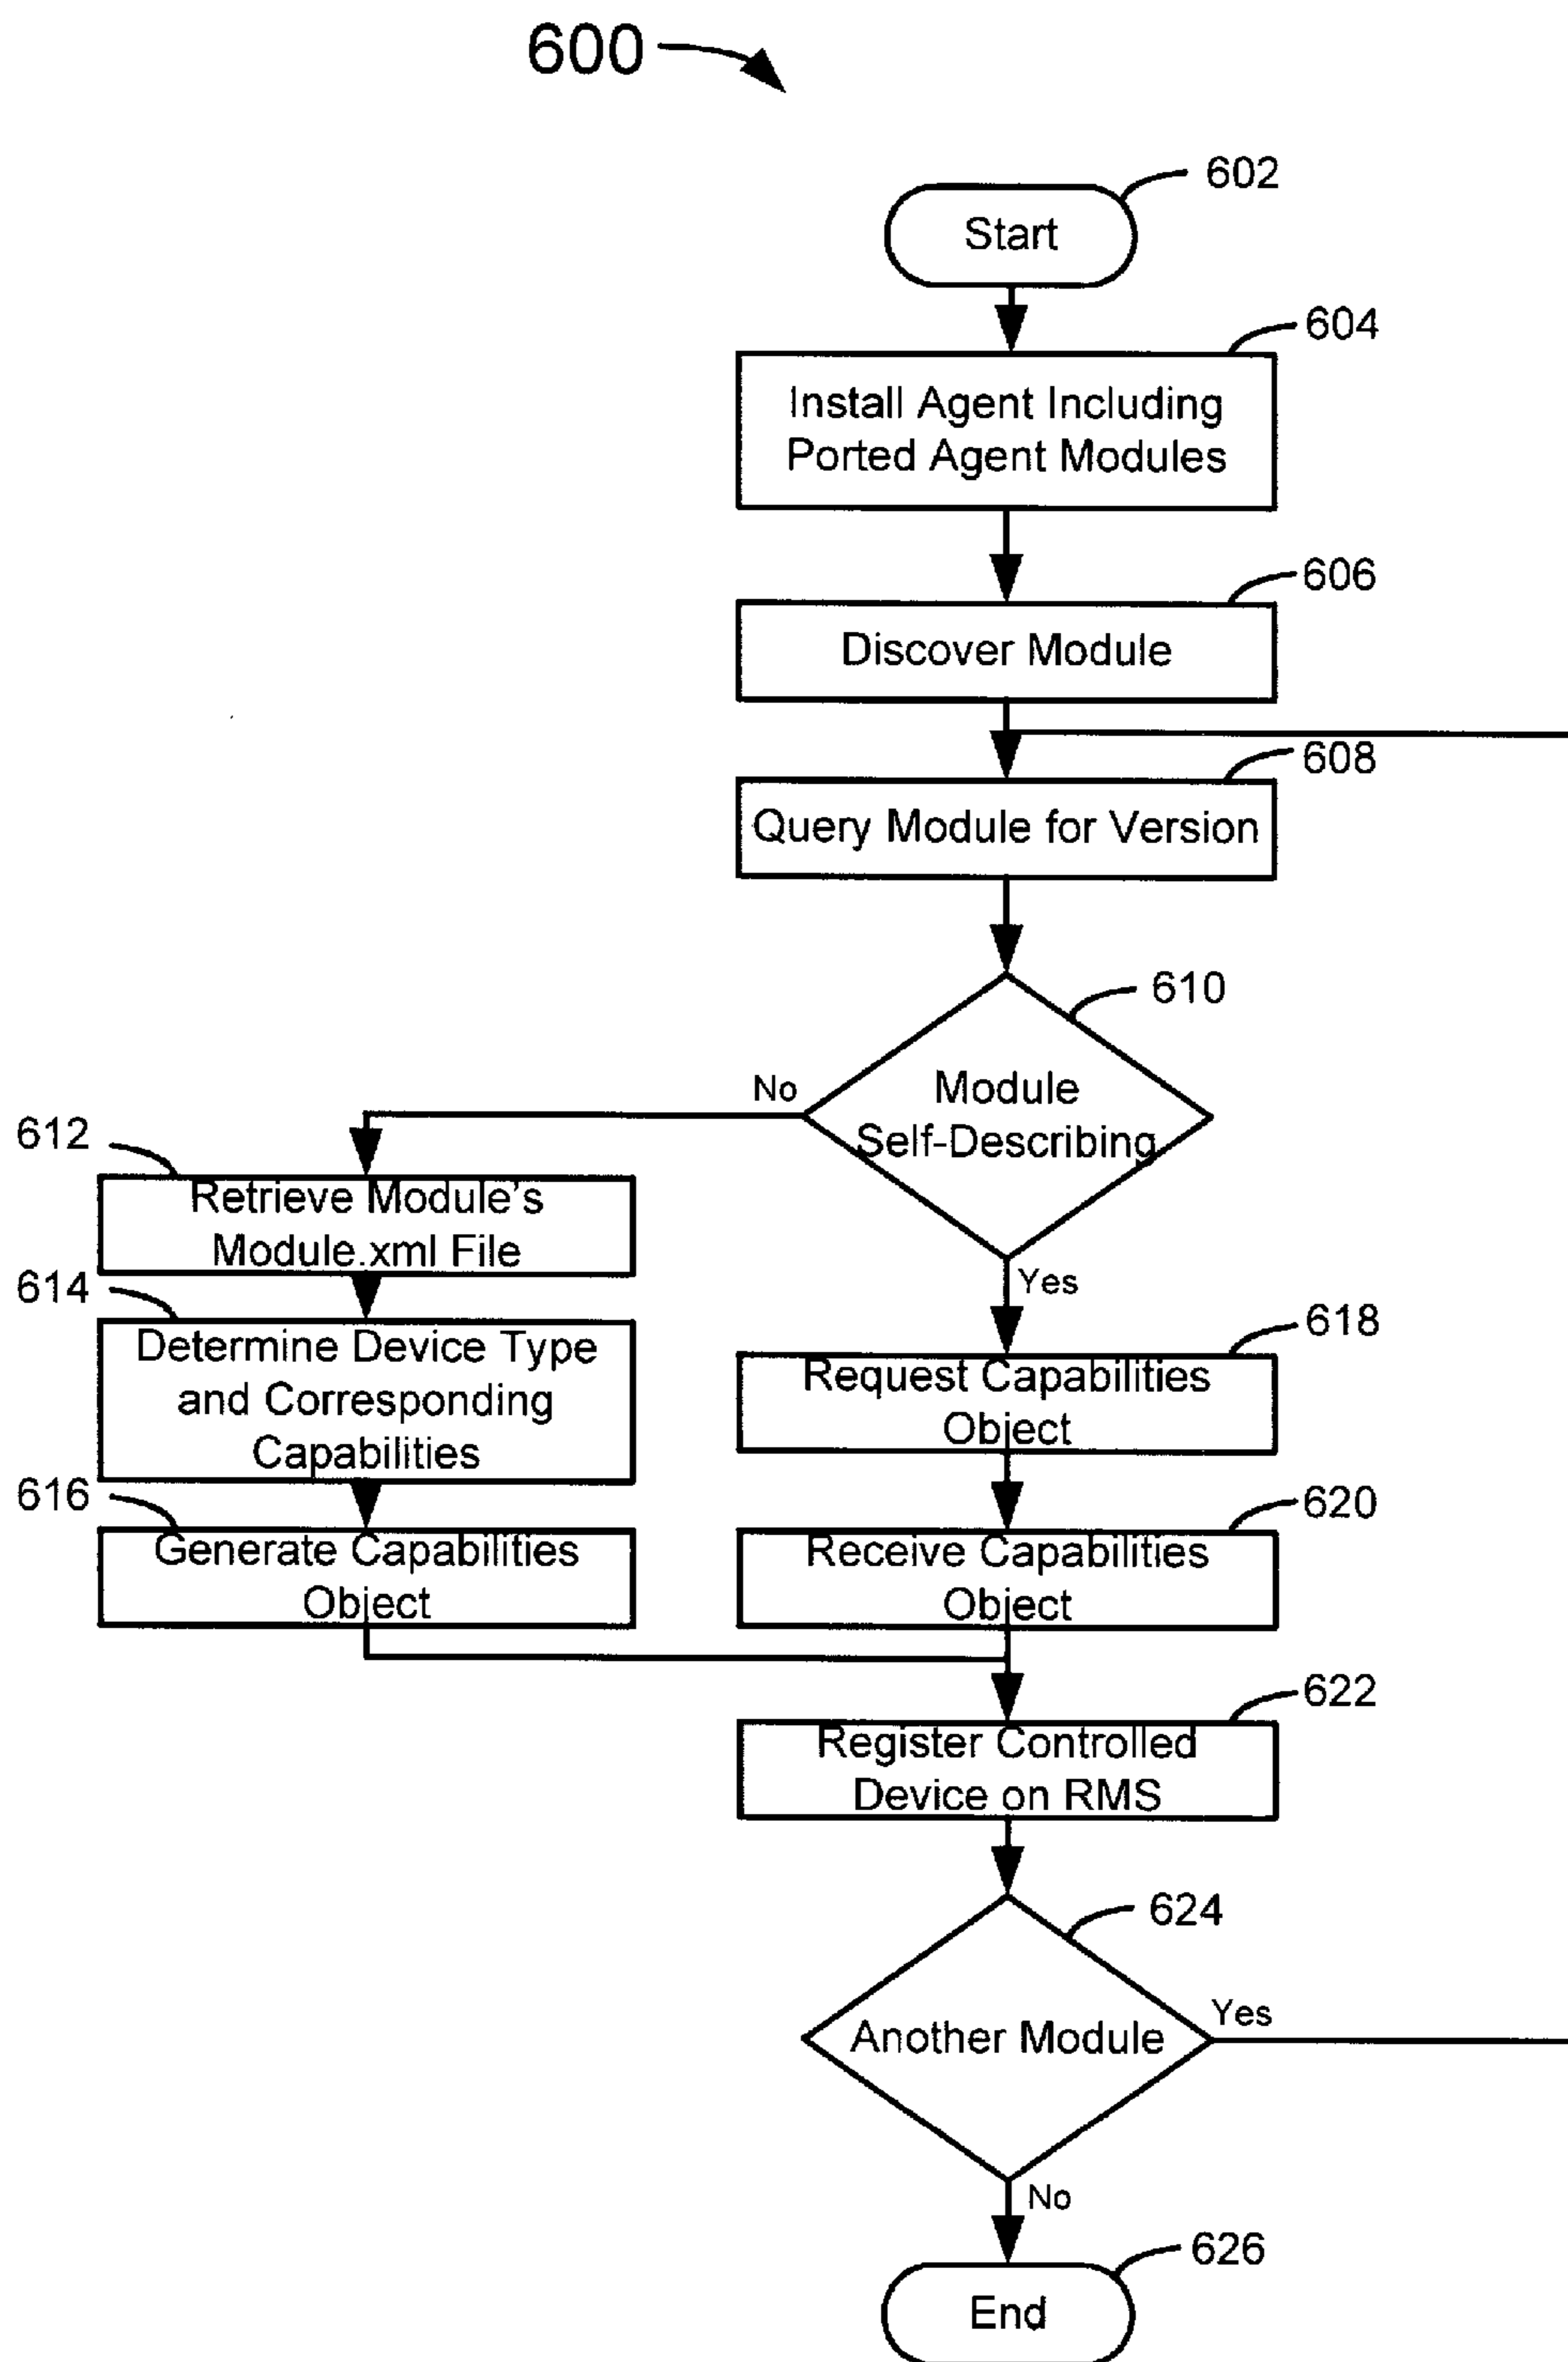 600
602
Start
604
Install Agent Including
Ported Agent Modules
606
Discover Module
608
Query Module for Version
610
Module
Self-Describing
No
Yes
612
Retrieve Module's
Module.xml File
614
Determine Device Type
and Corresponding
Capabilities
616
Generate Capabilities
Object
618
Request Capabilities
Object
620
Receive Capabilities
Object
622
Register Controlled
Device on RMS
624
Another Module
Yes
No
626
End